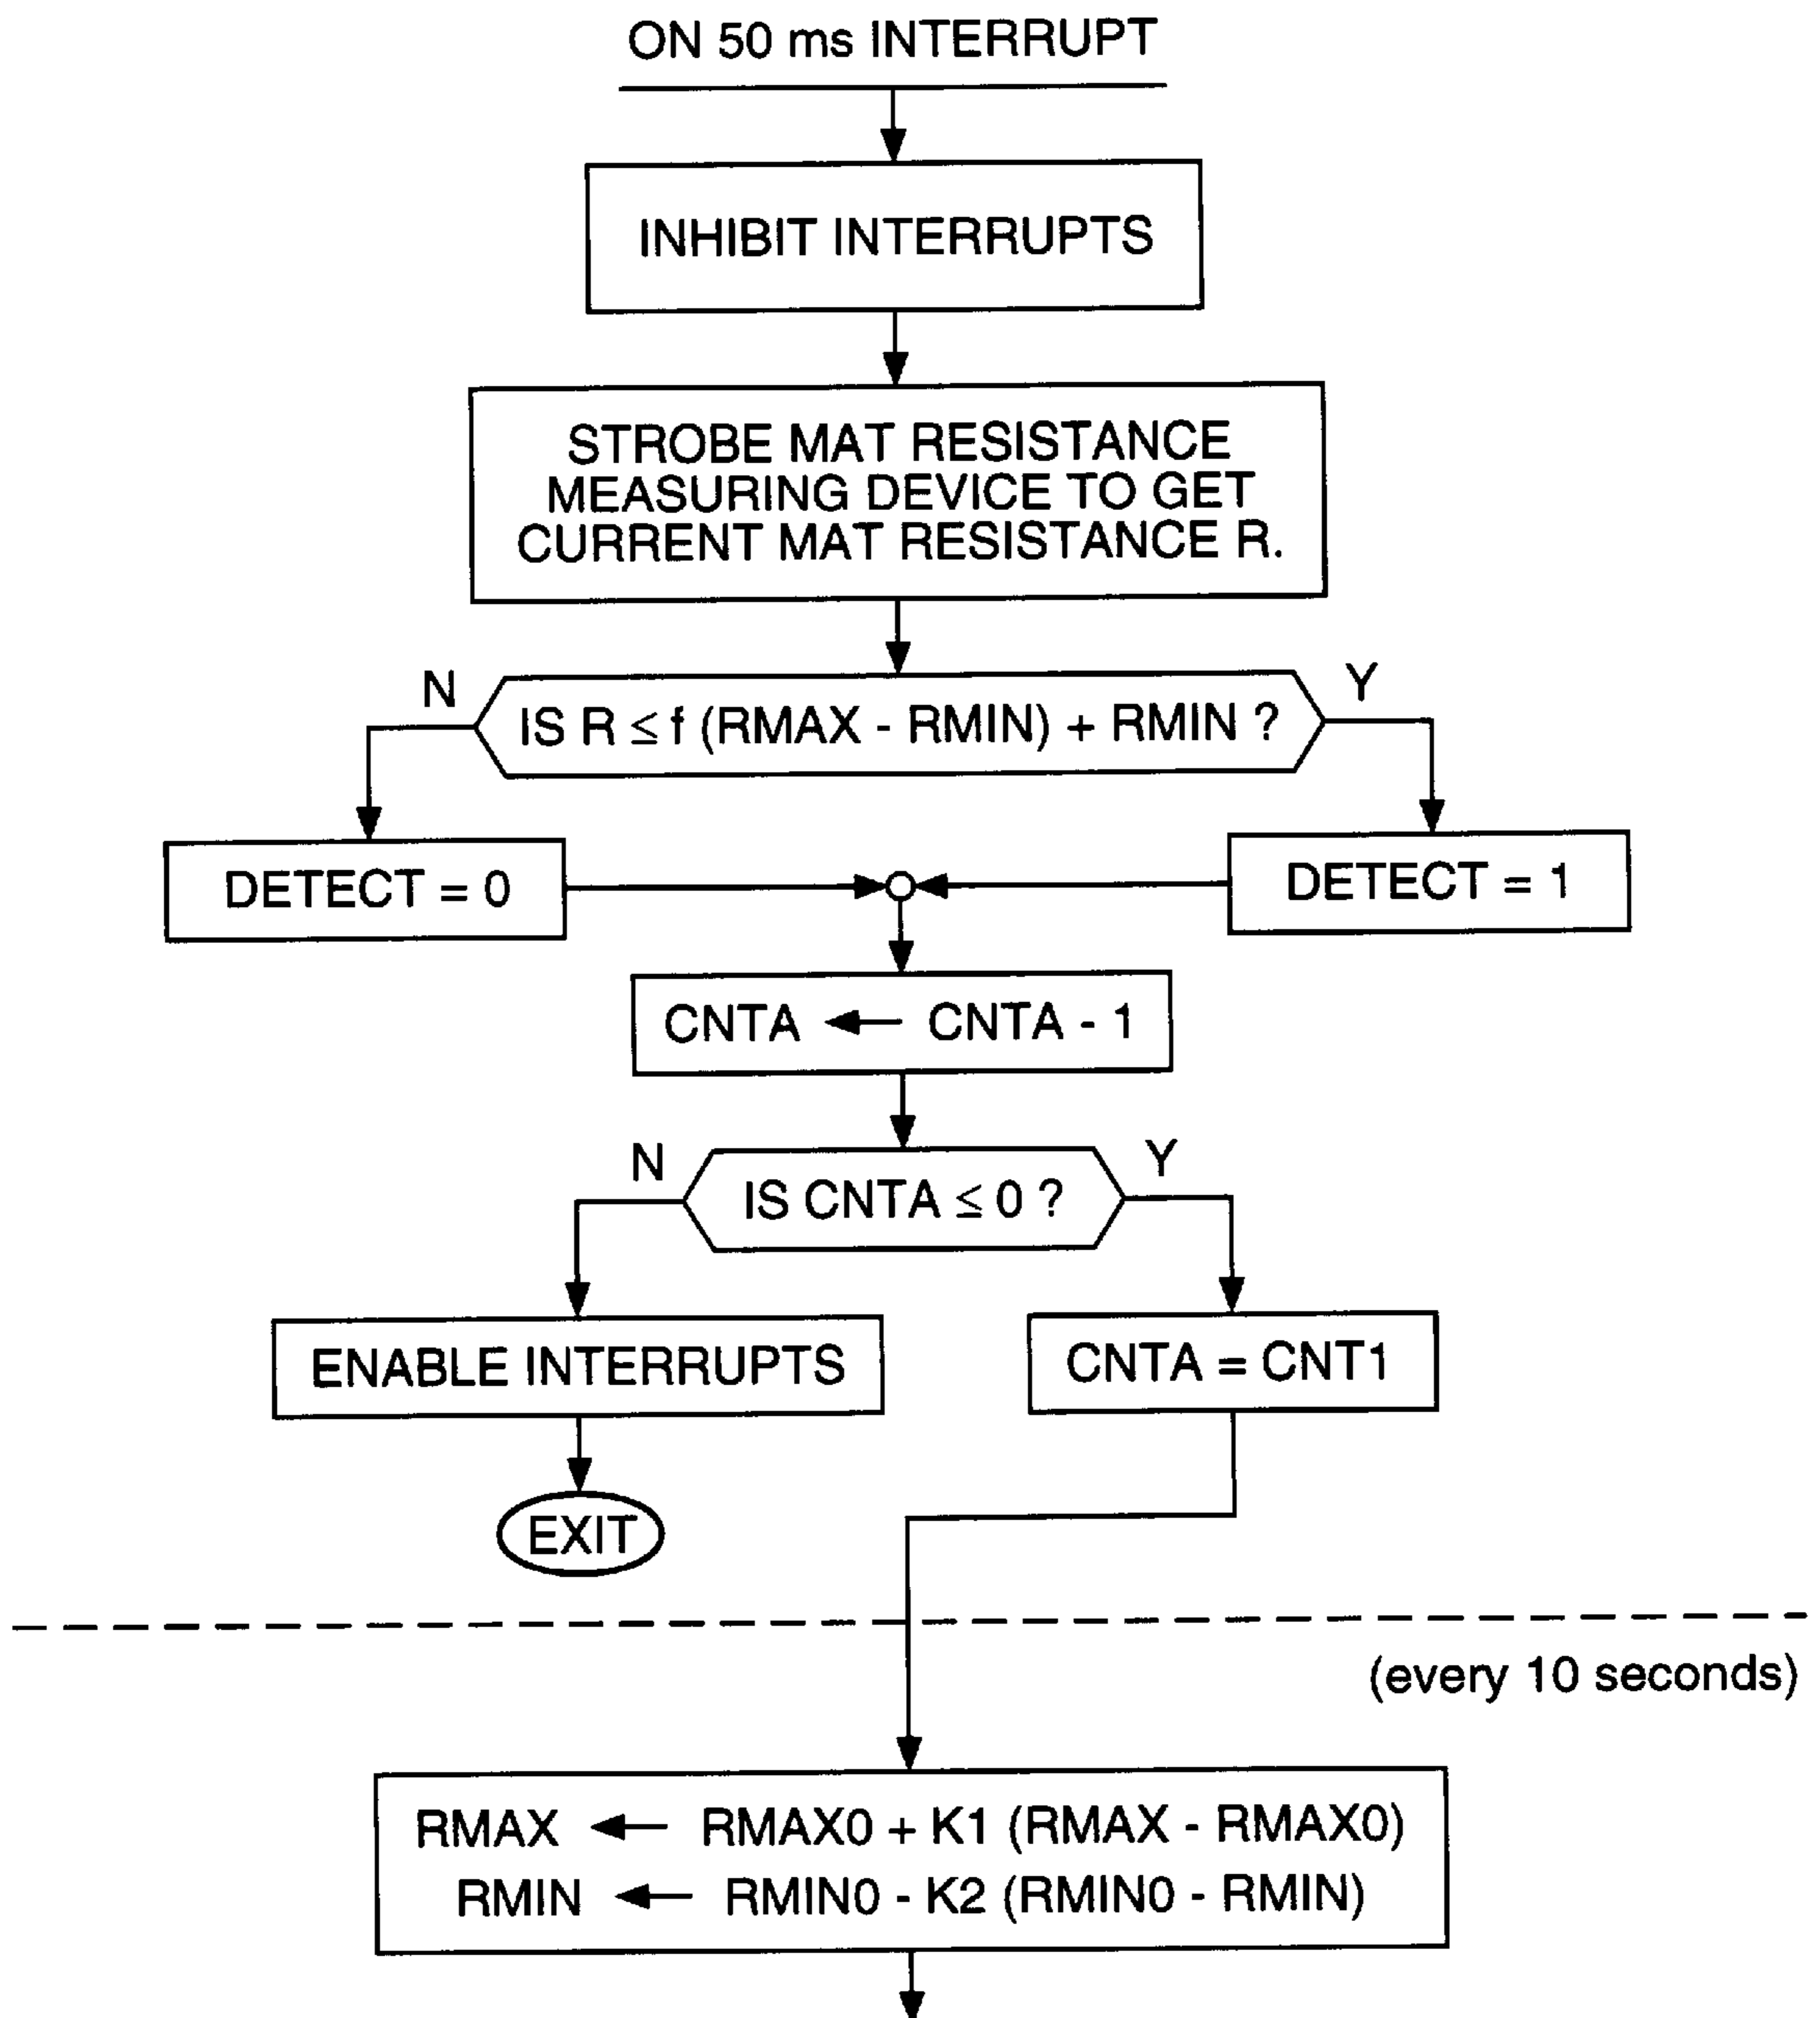 ON 50 ms INTERRUPT
INHIBIT INTERRUPTS
STROBE MAT RESISTANCE
MEASURING DEVICE TO GET
CURRENT MAT RESISTANCE R.
N
Y
IS R ≤ f (RMAX - RMIN) + RMIN ?
DETECT = 0
DETECT = 1
CNTA ← CNTA - 1
N
Y
IS CNTA ≤ 0 ?
ENABLE INTERRUPTS
CNTA = CNT1
EXIT
(every 10 seconds)
RMAX ← RMAX0 + K1 (RMAX - RMAX0)
RMIN ← RMIN0 - K2 (RMIN0 - RMIN)